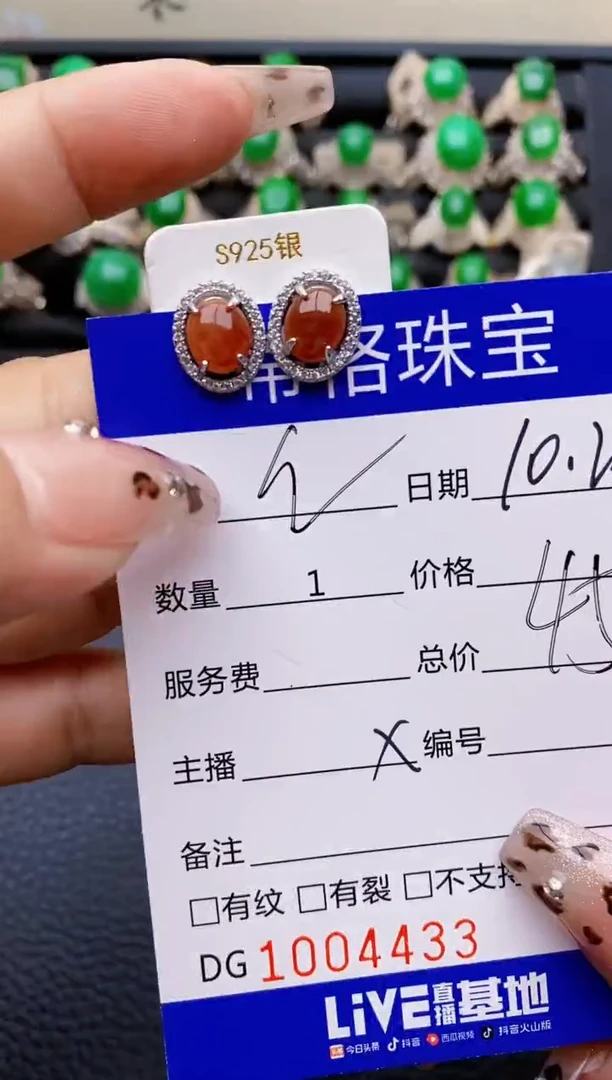 S925银
格珠宝
日期 10.2
数量 1 价格
服务费 总价
主播 X 编号
备注
□有纹 □有裂 □不支持
DG 1004433
LiVE直播基地
今日头条 抖音 西瓜视频 抖音火山版